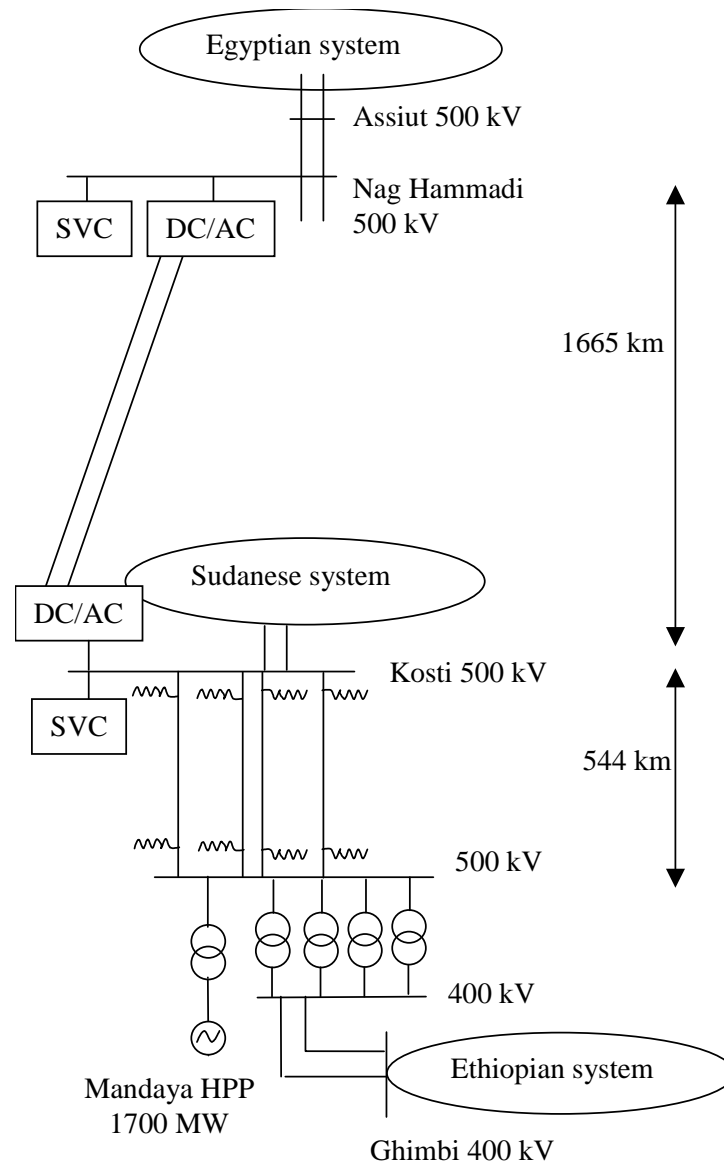 Egyptian system
Assiut 500 kV
Nag Hammadi
500 kV
SVC
DC/AC
1665 km
Sudanese system
DC/AC
Kosti 500 kV
SVC
544 km
500 kV
400 kV
Mandaya HPP
1700 MW
Ethiopian system
Ghimbi 400 kV